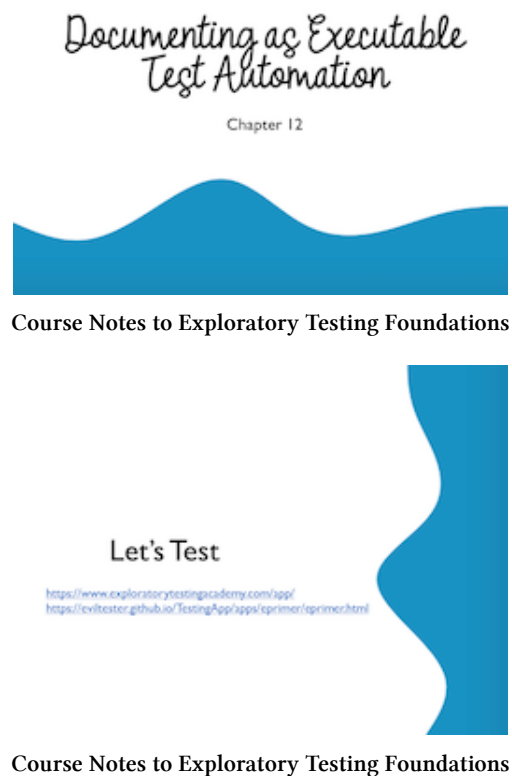 Documenting as Executable
Test Automation
Chapter 12
Course Notes to Exploratory Testing Foundations
Let's Test
https://www.exploratorytestingacademy.com/app/
https://eviltester.github.io/TestingApp/apps/eprimer/eprimer.html
Course Notes to Exploratory Testing Foundations